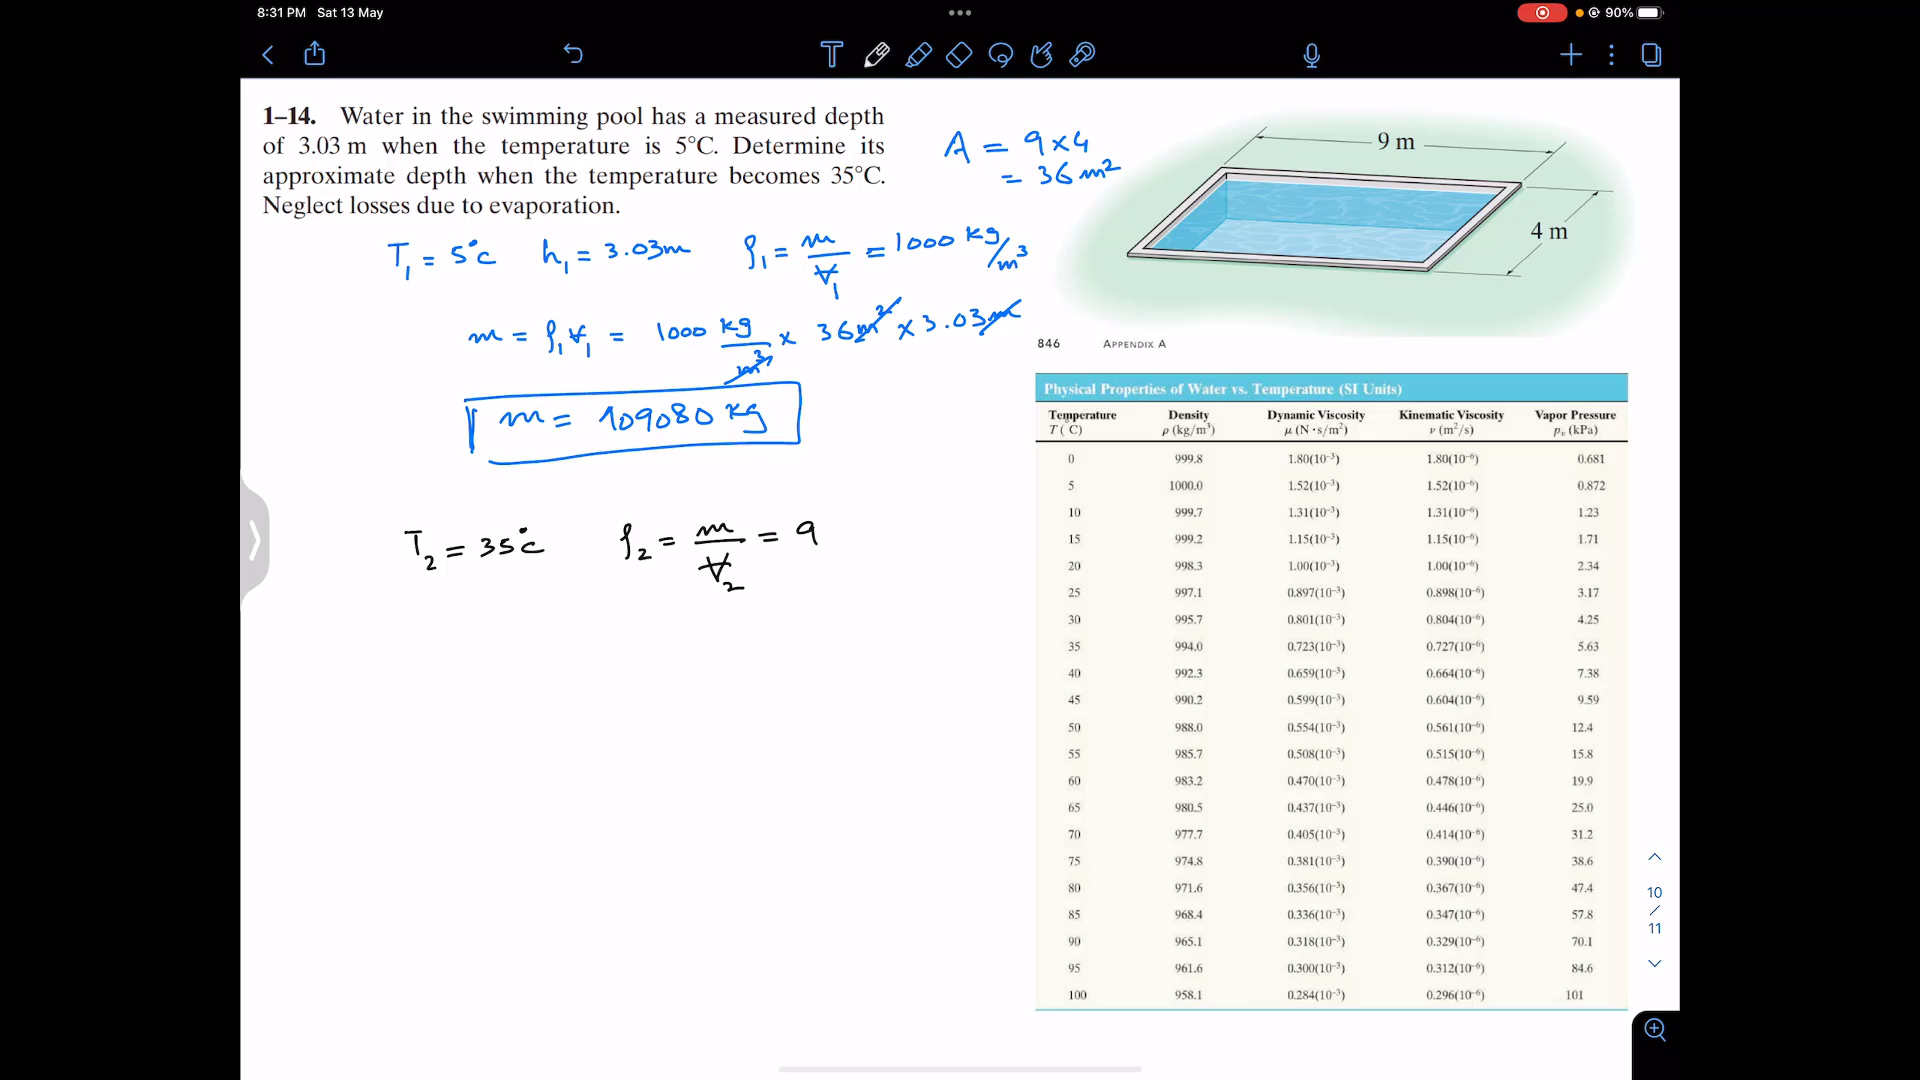 8:31 PM Sat 13 May
90%
1–14. Water in the swimming pool has a measured depth
of 3.03 m when the temperature is 5°C. Determine its
approximate depth when the temperature becomes 35°C.
Neglect losses due to evaporation.
A = 9 × 4
= 36 m²
9 m
4 m
T₁ = 5°C h₁ = 3.03m ρ₁ = m/V₁ = 1000 kg/m³
m = ρ₁V₁ = 1000 kg/m³ × 36m² × 3.03m
m = 109080 kg
T₂ = 35°C ρ₂ = m/V₂ = 9
846 APPENDIX A
Physical Properties of Water vs. Temperature (SI Units)
Temperature Density Dynamic Viscosity Kinematic Viscosity Vapor Pressure
T ( C) ρ (kg/m³) μ (N·s/m²) ν (m²/s) pᵥ (kPa)
0 999.8 1.80(10⁻³) 1.80(10⁻⁶) 0.681
5 1000.0 1.52(10⁻³) 1.52(10⁻⁶) 0.872
10 999.7 1.31(10⁻³) 1.31(10⁻⁶) 1.23
15 999.2 1.15(10⁻³) 1.15(10⁻⁶) 1.71
20 998.3 1.00(10⁻³) 1.00(10⁻⁶) 2.34
25 997.1 0.897(10⁻³) 0.898(10⁻⁶) 3.17
30 995.7 0.801(10⁻³) 0.804(10⁻⁶) 4.25
35 994.0 0.723(10⁻³) 0.727(10⁻⁶) 5.63
40 992.3 0.659(10⁻³) 0.664(10⁻⁶) 7.38
45 990.2 0.599(10⁻³) 0.604(10⁻⁶) 9.59
50 988.0 0.554(10⁻³) 0.561(10⁻⁶) 12.4
55 985.7 0.508(10⁻³) 0.515(10⁻⁶) 15.8
60 983.2 0.470(10⁻³) 0.478(10⁻⁶) 19.9
65 980.5 0.437(10⁻³) 0.446(10⁻⁶) 25.0
70 977.7 0.405(10⁻³) 0.414(10⁻⁶) 31.2
75 974.8 0.381(10⁻³) 0.390(10⁻⁶) 38.6
80 971.6 0.356(10⁻³) 0.367(10⁻⁶) 47.4
85 968.4 0.336(10⁻³) 0.347(10⁻⁶) 57.8
90 965.1 0.318(10⁻³) 0.329(10⁻⁶) 70.1
95 961.6 0.300(10⁻³) 0.312(10⁻⁶) 84.6
100 958.1 0.284(10⁻³) 0.296(10⁻⁶) 101
10
/
11